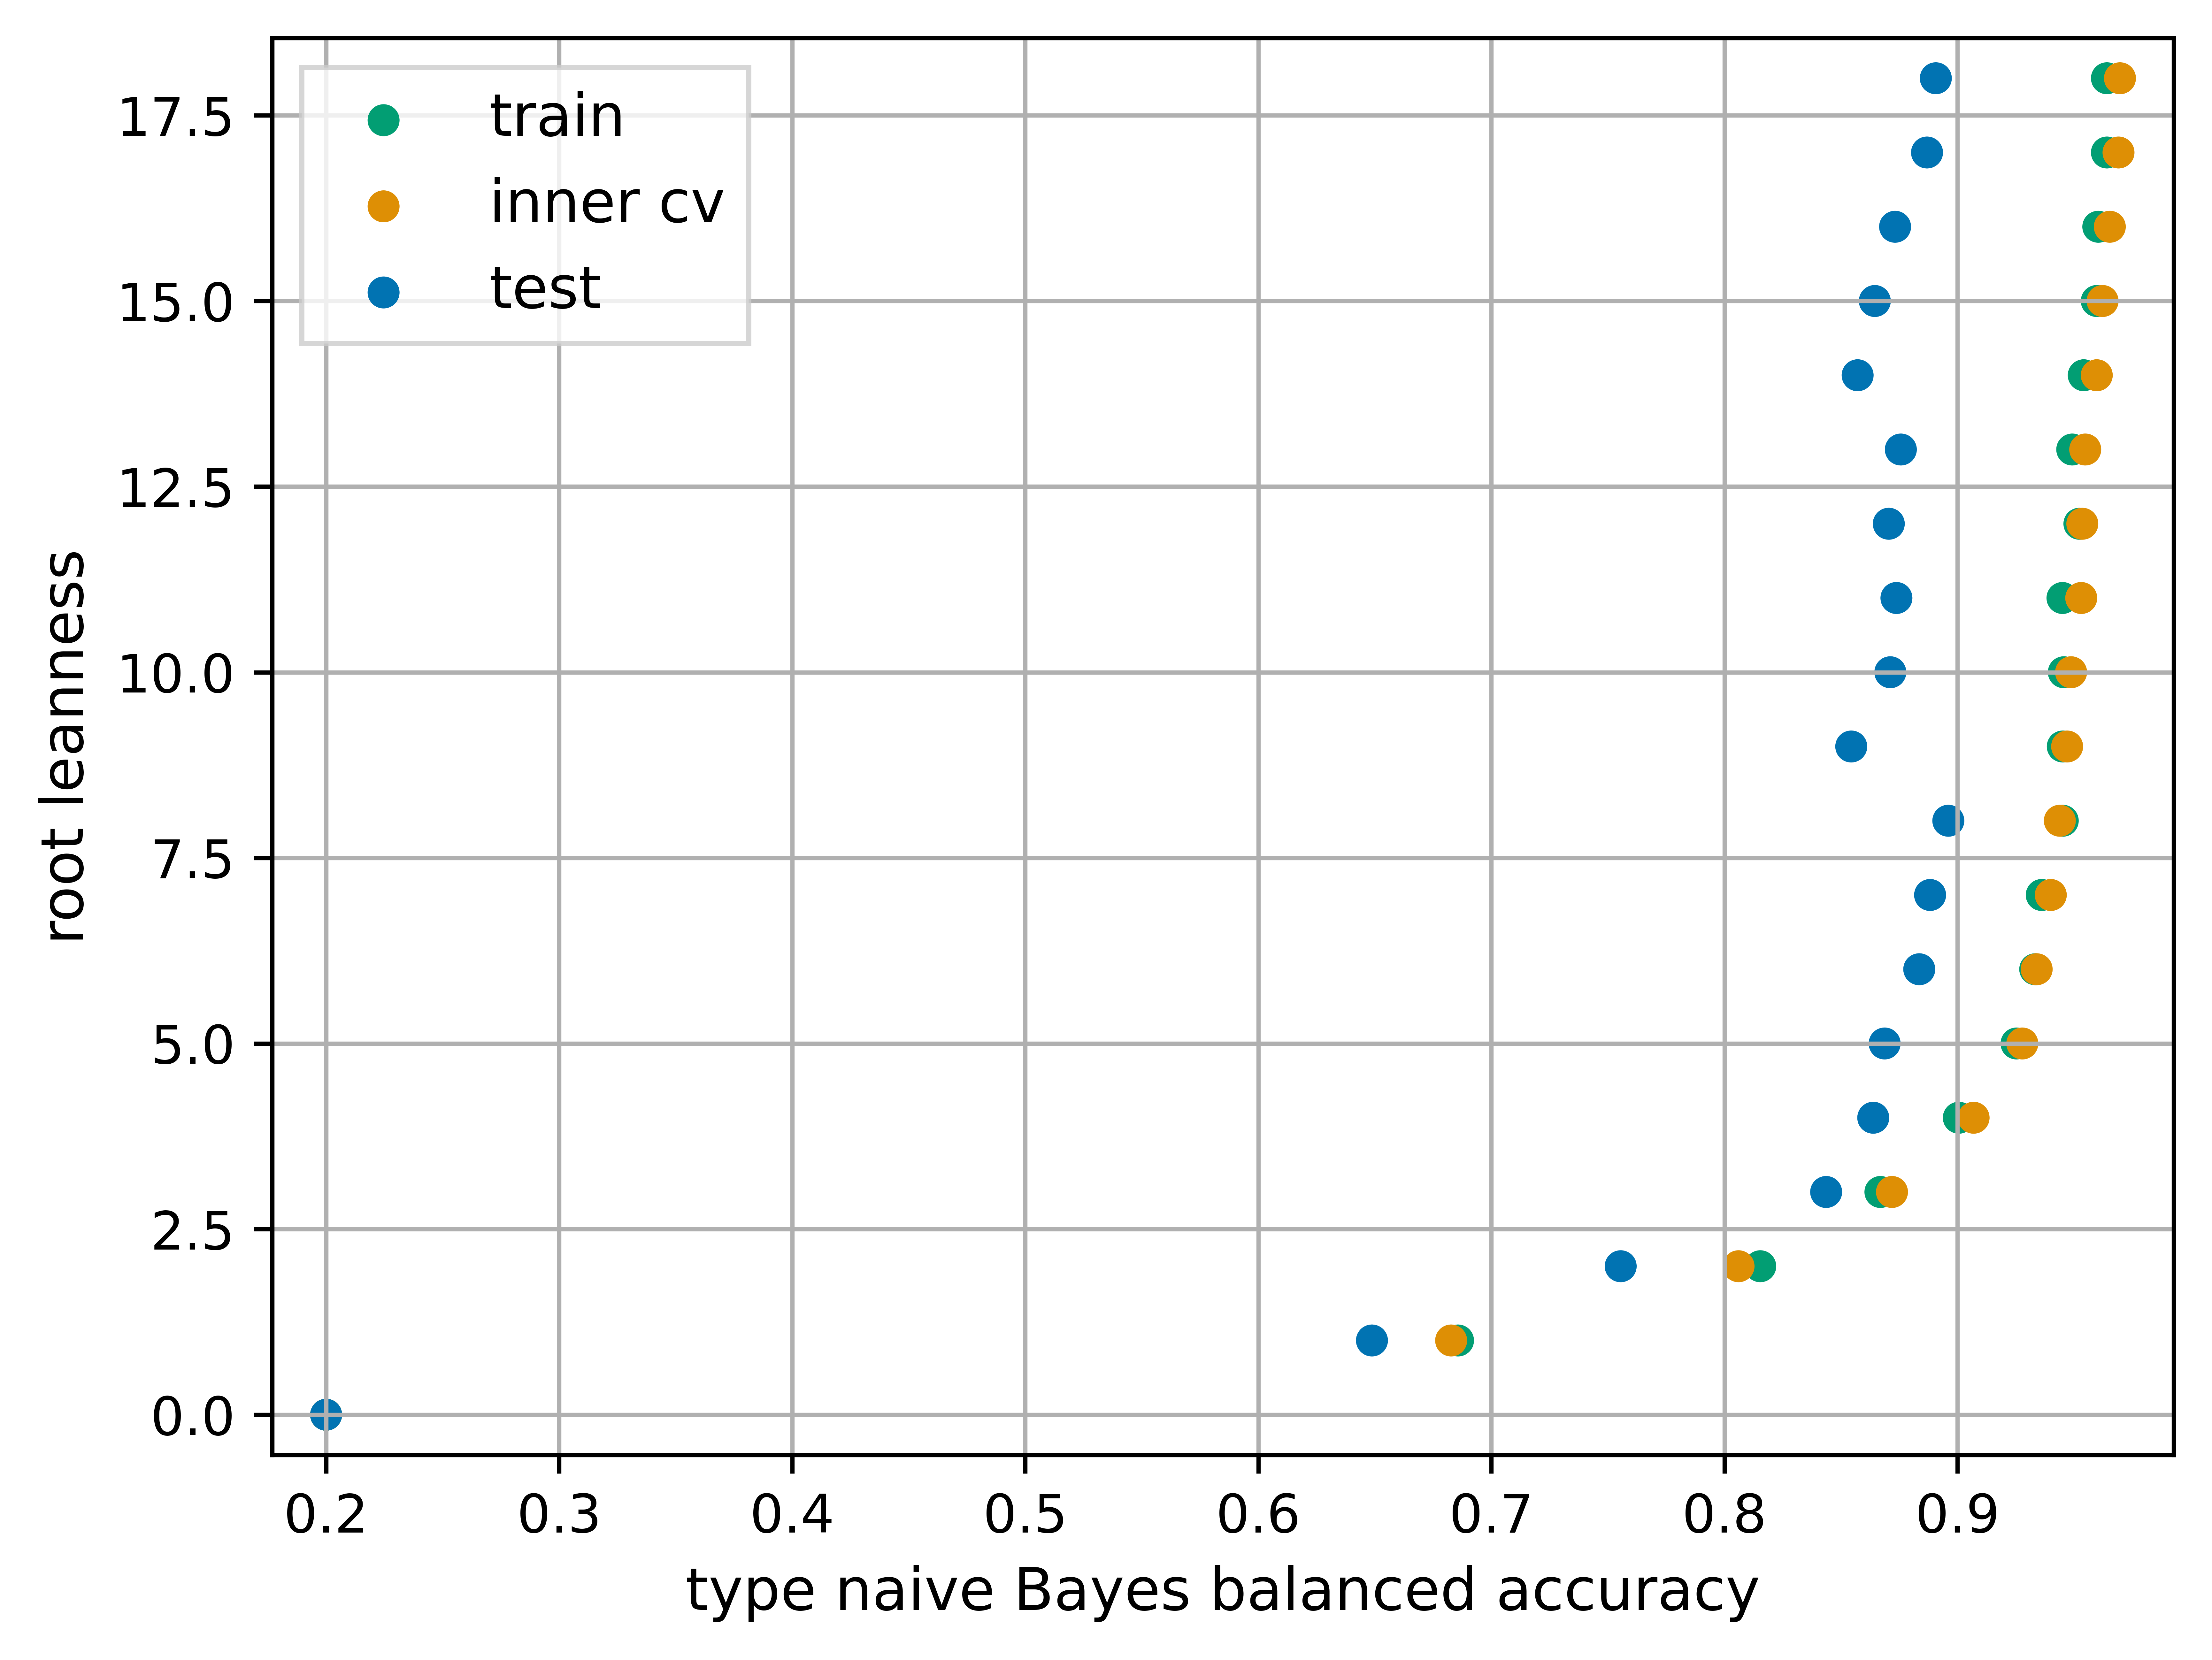 train
inner cv
test
17.5
15.0
12.5
10.0
7.5
5.0
2.5
0.0
root leanness
0.2 0.3 0.4 0.5 0.6 0.7 0.8 0.9
type naive Bayes balanced accuracy